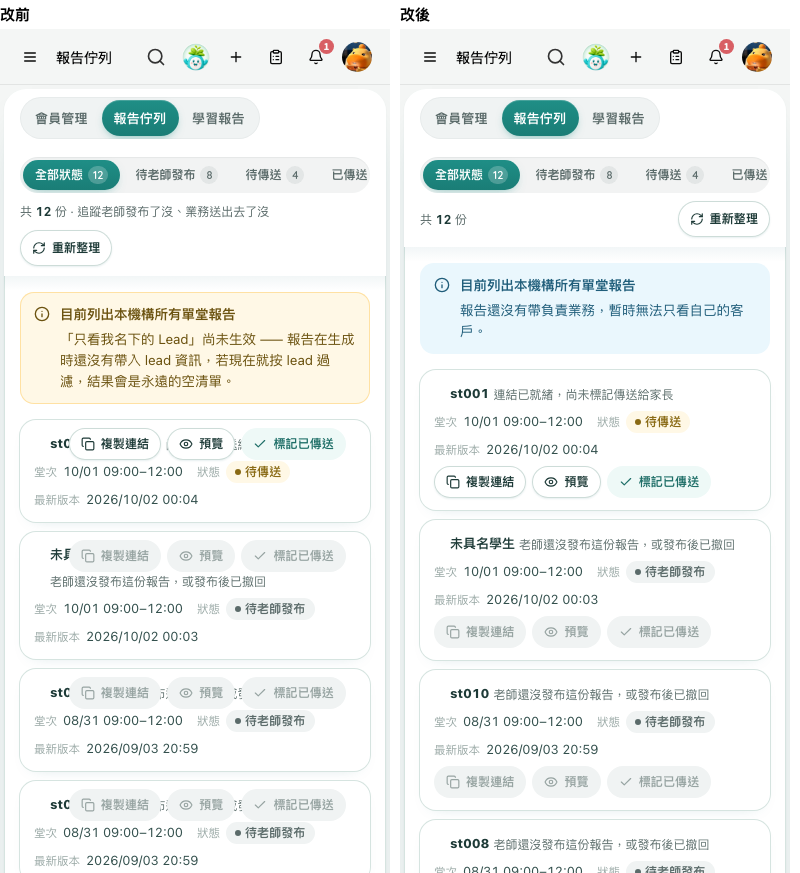 改前
報告佇列
1
會員管理 報告佇列 學習報告
全部狀態 12 待老師發布 8 待傳送 4 已傳送
共 12 份 · 追蹤老師發布了沒、業務送出去了沒
重新整理
目前列出本機構所有單堂報告
「只看我名下的 Lead」尚未生效 —— 報告在生成
時還沒有帶入 lead 資訊，若現在就按 lead 過
濾，結果會是永遠的空清單。
複製連結 預覽 標記已傳送
堂次 10/01 09:00–12:00 狀態 待傳送
最新版本 2026/10/02 00:04
複製連結 預覽 標記已傳送
老師還沒發布這份報告，或發布後已撤回
堂次 10/01 09:00–12:00 狀態 待老師發布
最新版本 2026/10/02 00:03
複製連結 預覽 標記已傳送
堂次 08/31 09:00–12:00 狀態 待老師發布
最新版本 2026/09/03 20:59
複製連結 預覽 標記已傳送
堂次 08/31 09:00–12:00 狀態 待老師發布
最新版本 2026/09/03 20:59
改後
報告佇列
1
會員管理 報告佇列 學習報告
全部狀態 12 待老師發布 8 待傳送 4 已傳送
共 12 份
重新整理
目前列出本機構所有單堂報告
報告還沒有帶負責業務，暫時無法只看自己的客
戶。
st001 連結已就緒，尚未標記傳送給家長
堂次 10/01 09:00–12:00 狀態 待傳送
最新版本 2026/10/02 00:04
複製連結 預覽 標記已傳送
未具名學生 老師還沒發布這份報告，或發布後已撤回
堂次 10/01 09:00–12:00 狀態 待老師發布
最新版本 2026/10/02 00:03
複製連結 預覽 標記已傳送
st010 老師還沒發布這份報告，或發布後已撤回
堂次 08/31 09:00–12:00 狀態 待老師發布
最新版本 2026/09/03 20:59
複製連結 預覽 標記已傳送
st008 老師還沒發布這份報告，或發布後已撤回
堂次 08/31 09:00–12:00 狀態 待老師發布